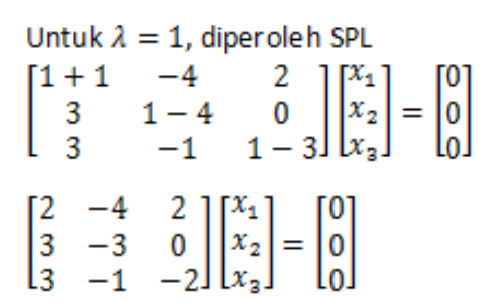 Untuk λ = 1, diperoleh SPL
[1 + 1 −4 2] [x₁] [0]
[3 1 − 4 0] [x₂] = [0]
[3 −1 1 − 3] [x₃] [0]
[2 −4 2] [x₁] [0]
[3 −3 0] [x₂] = [0]
[3 −1 −2] [x₃] [0]